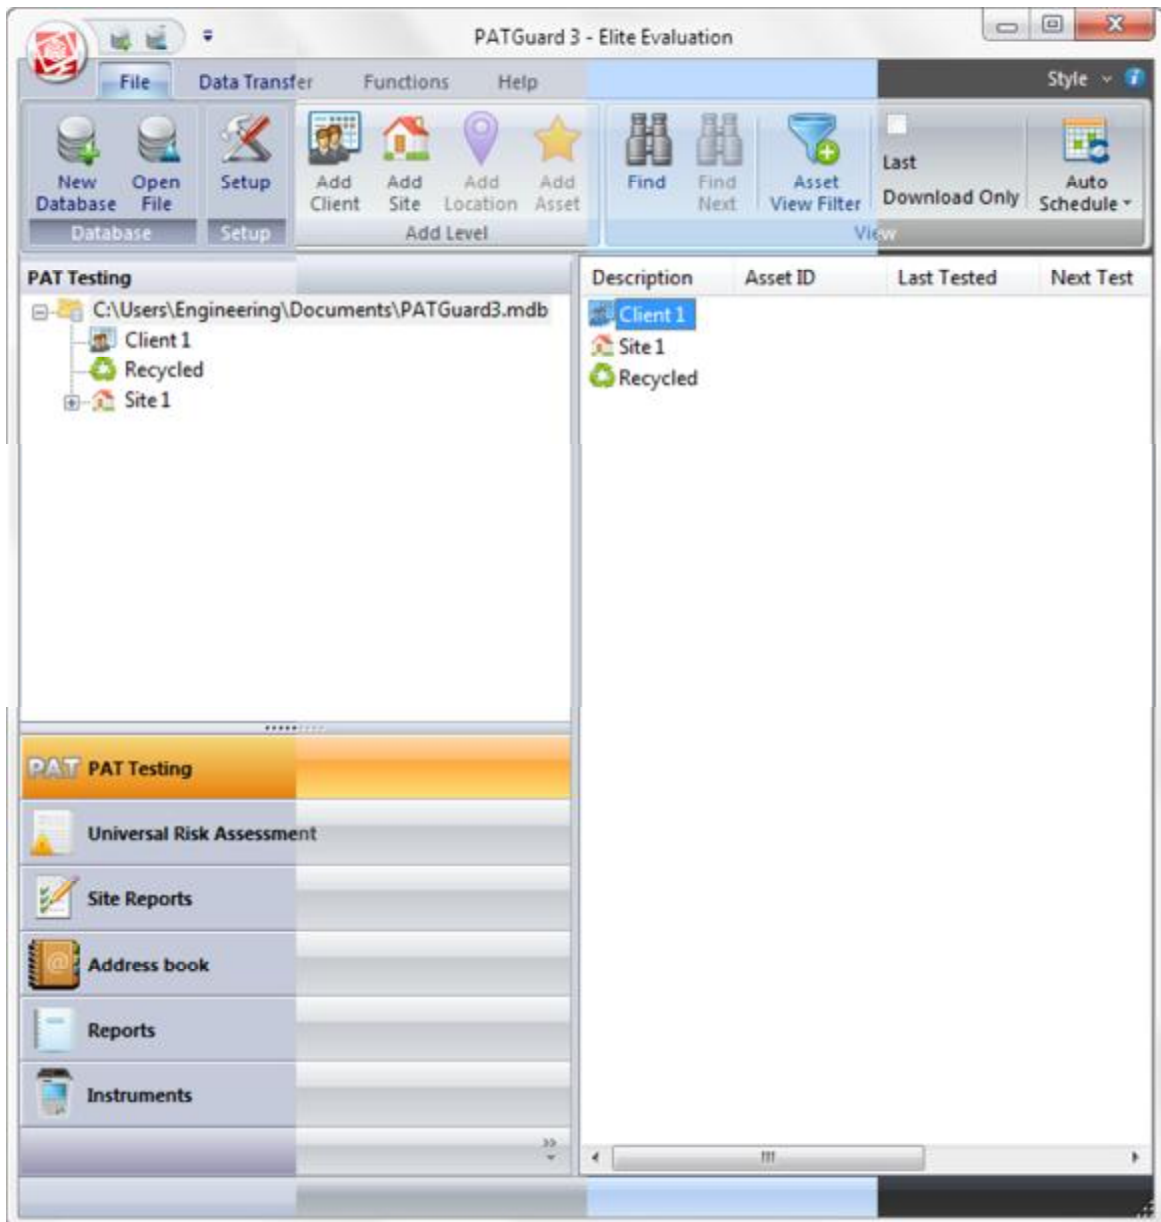 PATGuard 3 - Elite Evaluation
File Data Transfer Functions Help Style
New Database
Open File
Setup
Add Client
Add Site
Add Location
Add Asset
Find
Find Next
Asset View Filter
Last Download Only
Auto Schedule
Database Setup Add Level View
PAT Testing
C:\Users\Engineering\Documents\PATGuard3.mdb
Client 1
Recycled
Site 1
Description Asset ID Last Tested Next Test
Client 1
Site 1
Recycled
PAT PAT Testing
Universal Risk Assessment
Site Reports
Address book
Reports
Instruments